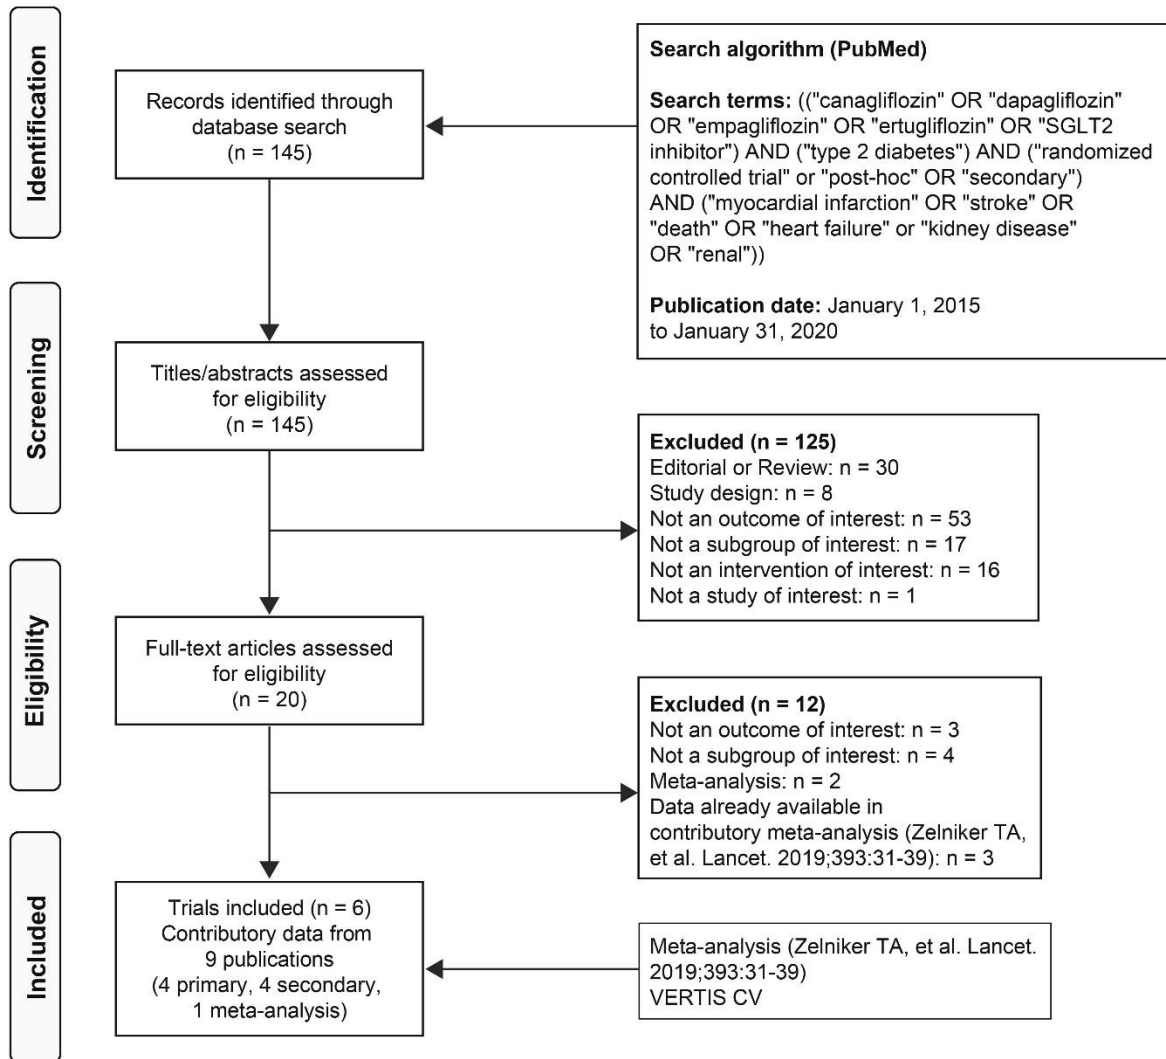 Identification
Records identified through
database search
(n = 145)
Search algorithm (PubMed)
Search terms: (("canagliflozin" OR "dapagliflozin"
OR "empagliflozin" OR "ertugliflozin" OR "SGLT2
inhibitor") AND ("type 2 diabetes") AND ("randomized
controlled trial" or "post-hoc" OR "secondary")
AND ("myocardial infarction" OR "stroke" OR
"death" OR "heart failure" or "kidney disease"
OR "renal"))
Publication date: January 1, 2015
to January 31, 2020
Screening
Titles/abstracts assessed
for eligibility
(n = 145)
Excluded (n = 125)
Editorial or Review: n = 30
Study design: n = 8
Not an outcome of interest: n = 53
Not a subgroup of interest: n = 17
Not an intervention of interest: n = 16
Not a study of interest: n = 1
Eligibility
Full-text articles assessed
for eligibility
(n = 20)
Excluded (n = 12)
Not an outcome of interest: n = 3
Not a subgroup of interest: n = 4
Meta-analysis: n = 2
Data already available in
contributory meta-analysis (Zelniker TA,
et al. Lancet. 2019;393:31-39): n = 3
Included
Trials included (n = 6)
Contributory data from
9 publications
(4 primary, 4 secondary,
1 meta-analysis)
Meta-analysis (Zelniker TA, et al. Lancet.
2019;393:31-39)
VERTIS CV